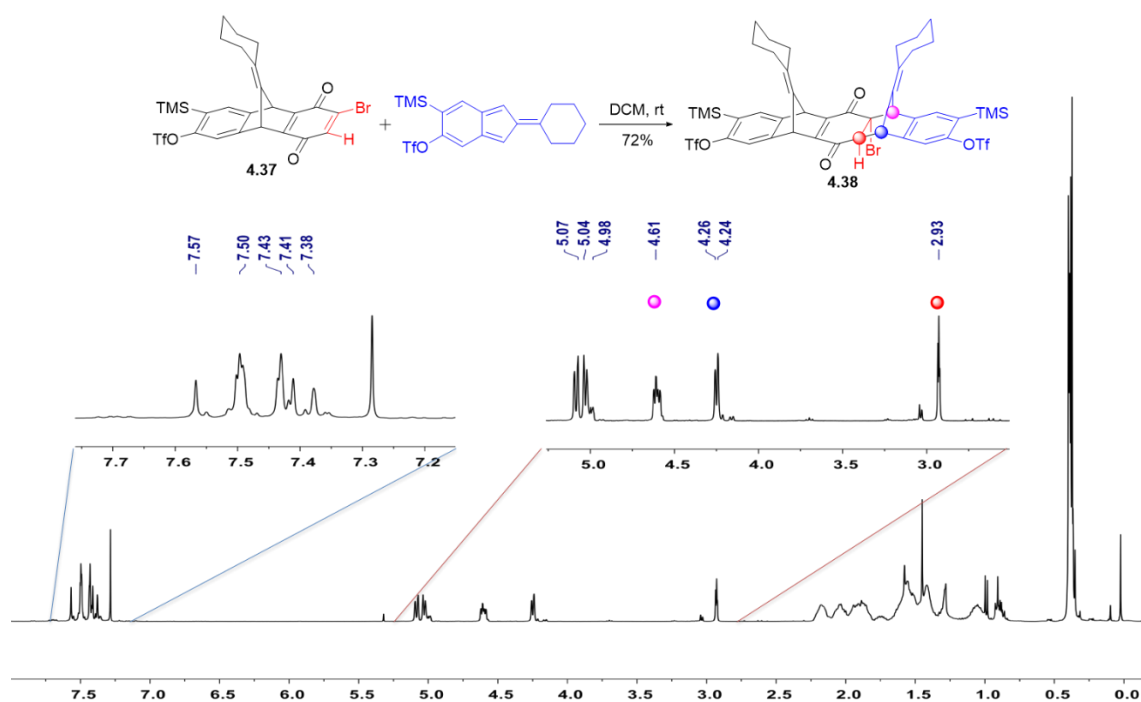 TMS
TfO
O
Br
H
O
4.37
+
TMS
TfO
DCM, rt
72%
TMS
TfO
O
O
Br
H
TMS
OTf
4.38
7.57
7.50
7.43
7.41
7.38
5.07
5.04
4.98
4.61
4.26
4.24
2.93
7.7 7.6 7.5 7.4 7.3 7.2
5.0 4.5 4.0 3.5 3.0
7.5 7.0 6.5 6.0 5.5 5.0 4.5 4.0 3.5 3.0 2.5 2.0 1.5 1.0 0.5 0.0